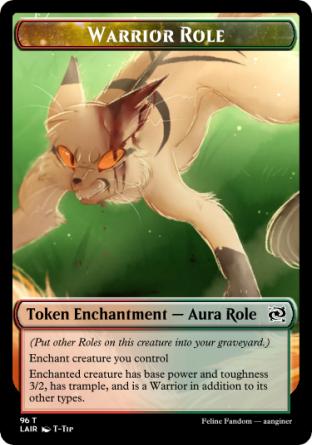 Warrior Role
Token Enchantment — Aura Role
(Put other Roles on this creature into your graveyard.)
Enchant creature you control
Enchanted creature has base power and toughness
3/2, has trample, and is a Warrior in addition to its
other types.
96 T
LAIR T-Tip
Feline Fandom — aanginer